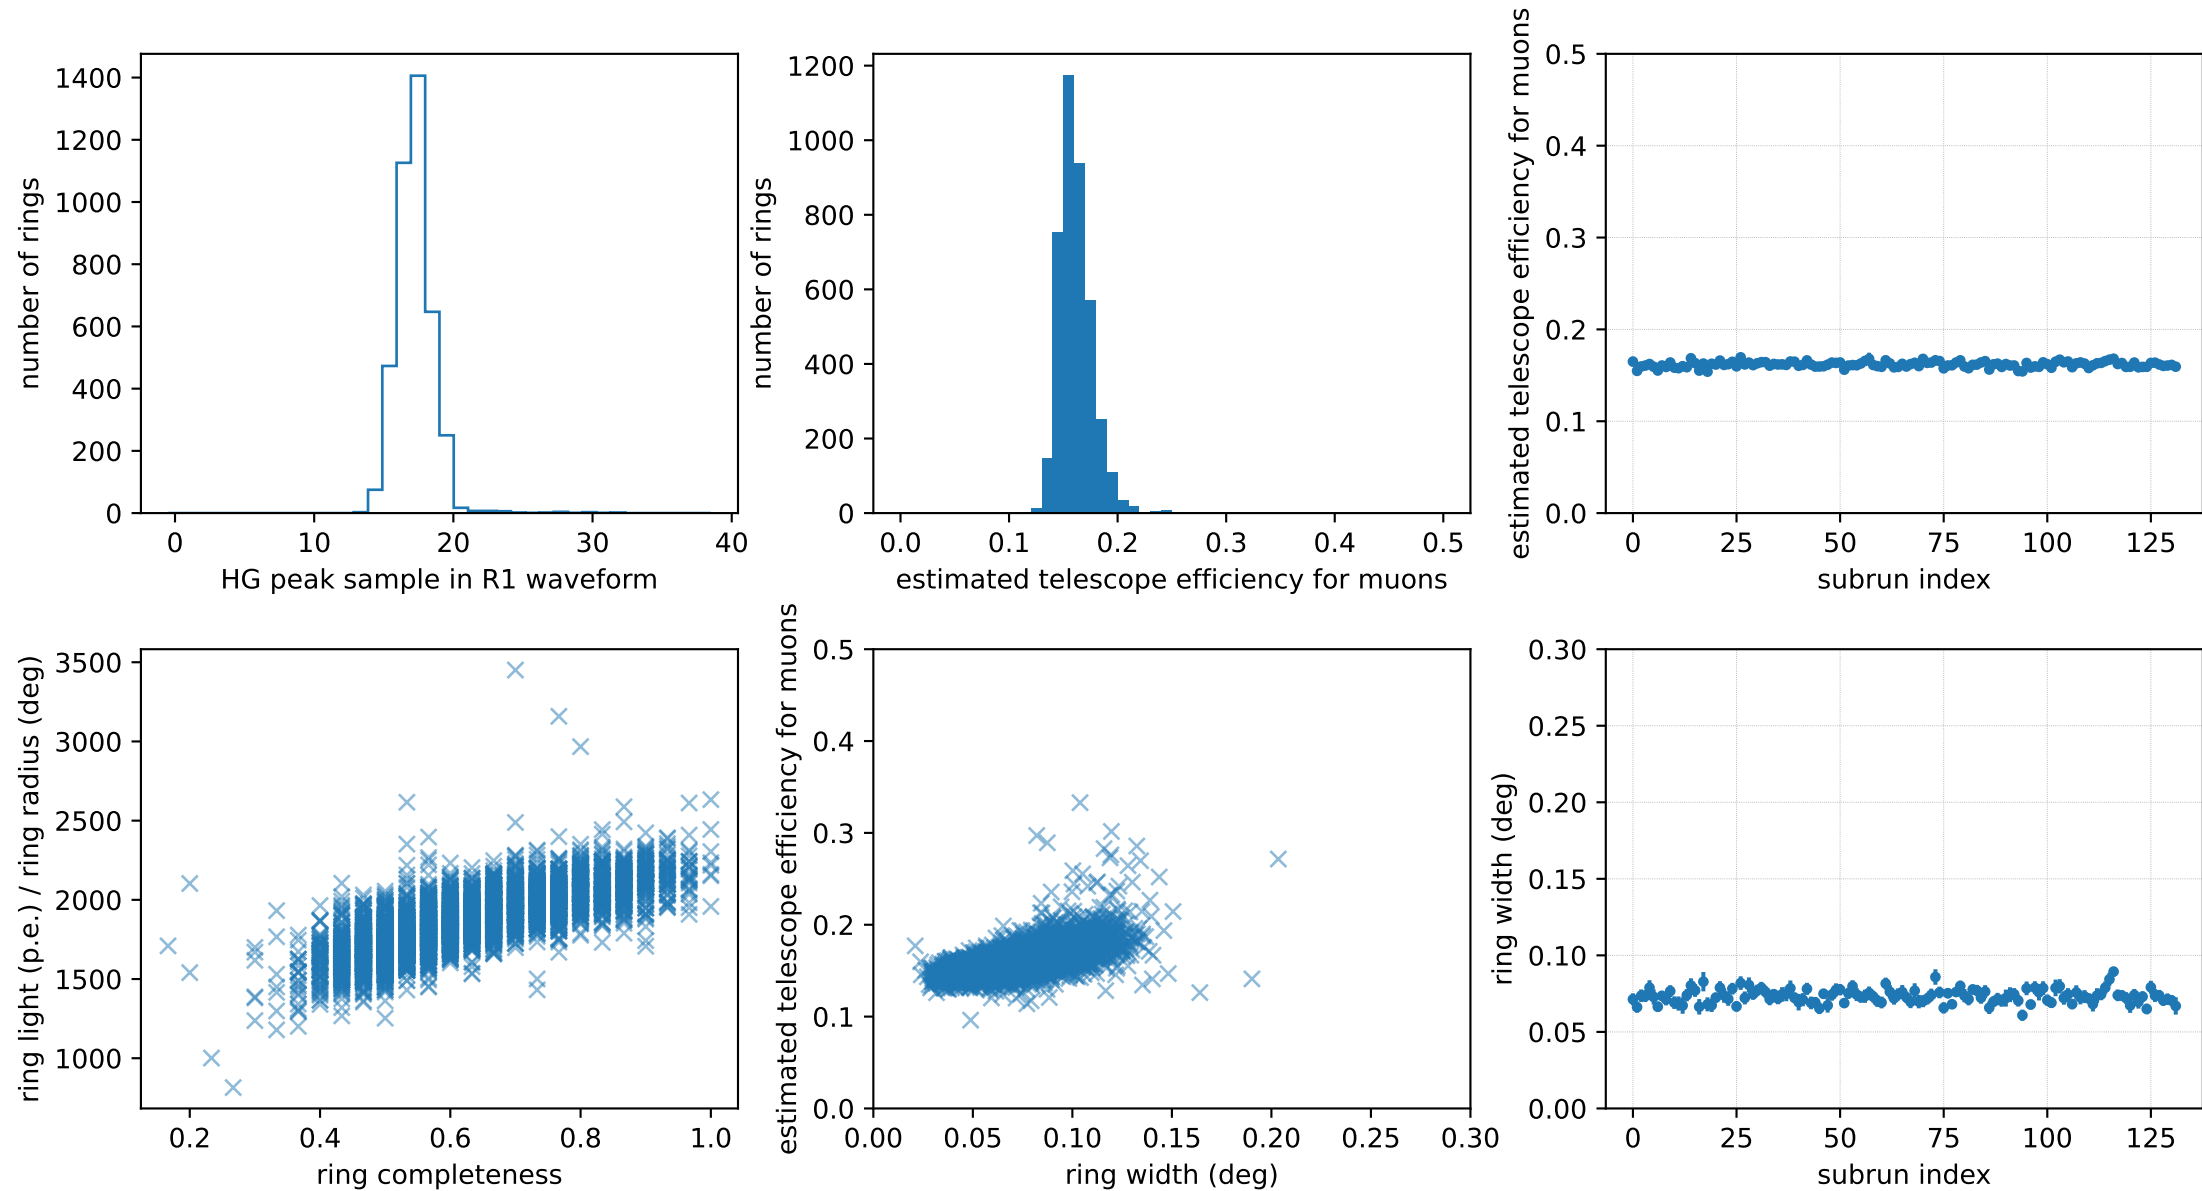 1400
1200
1000
800
600
400
200
0
number of rings
0 10 20 30 40
HG peak sample in R1 waveform
1200
1000
800
600
400
200
0
number of rings
0.0 0.1 0.2 0.3 0.4 0.5
estimated telescope efficiency for muons
0.5
0.4
0.3
0.2
0.1
0.0
estimated telescope efficiency for muons
0 25 50 75 100 125
subrun index
3500
3000
2500
2000
1500
1000
ring light (p.e.) / ring radius (deg)
0.2 0.4 0.6 0.8 1.0
ring completeness
0.5
0.4
0.3
0.2
0.1
0.0
estimated telescope efficiency for muons
0.00 0.05 0.10 0.15 0.20 0.25 0.30
ring width (deg)
0.30
0.25
0.20
0.15
0.10
0.05
0.00
ring width (deg)
0 25 50 75 100 125
subrun index